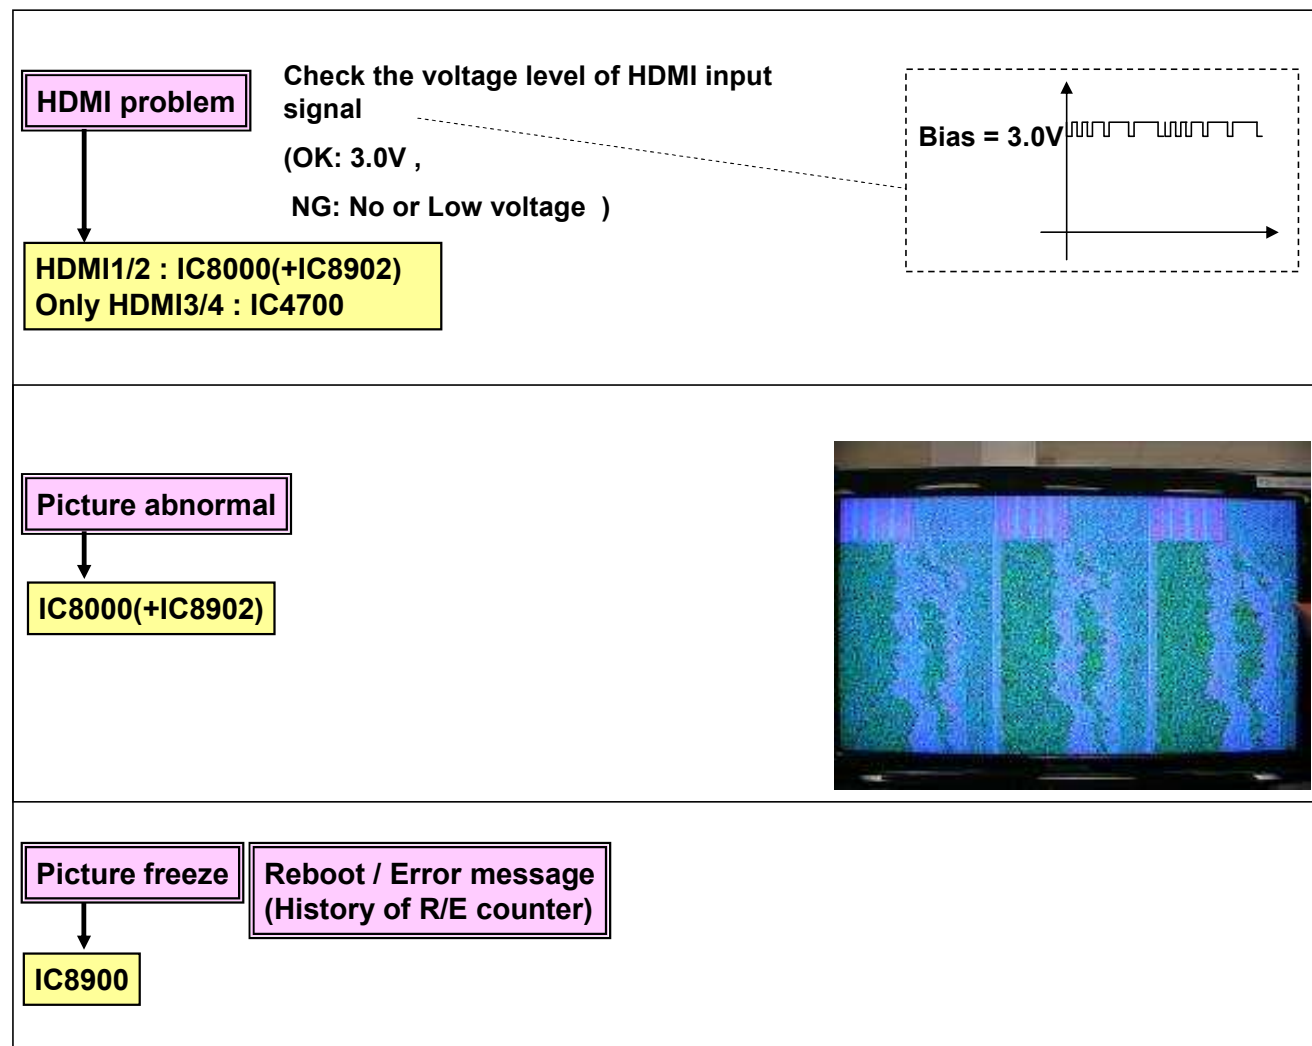 HDMI problem
Check the voltage level of HDMI input
signal
(OK: 3.0V ,
NG: No or Low voltage  )
Bias = 3.0V
HDMI1/2 : IC8000(+IC8902)
Only HDMI3/4 : IC4700
Picture abnormal
IC8000(+IC8902)
Picture freeze
Reboot / Error message
(History of R/E counter)
IC8900